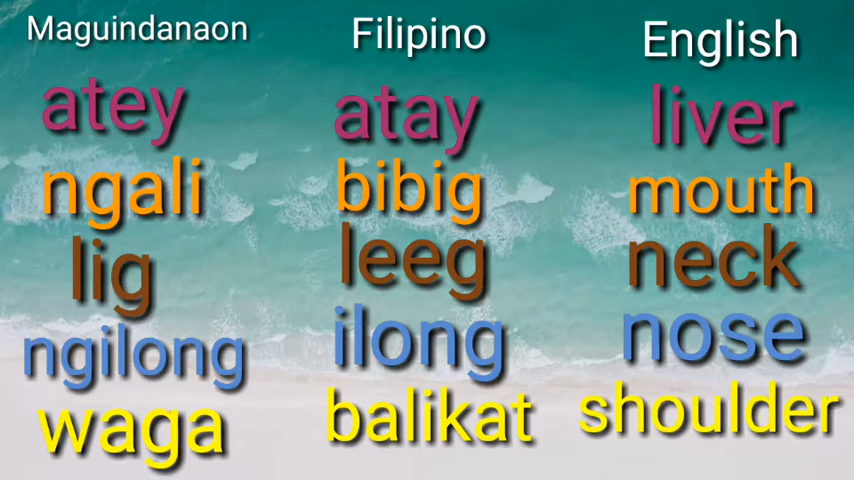 Maguindanaon Filipino English
atey atay liver
ngali bibig mouth
lig leeg neck
ngilong ilong nose
waga balikat shoulder